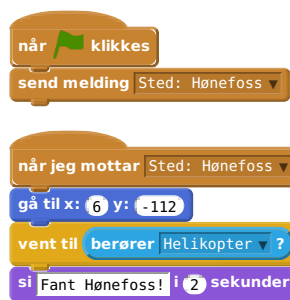 når klikkes
send melding Sted: Hønefoss ▼
når jeg mottar Sted: Hønefoss ▼
gå til x: 6 y: -112
vent til berører Helikopter ▼ ?
si Fant Hønefoss! i 2 sekunder